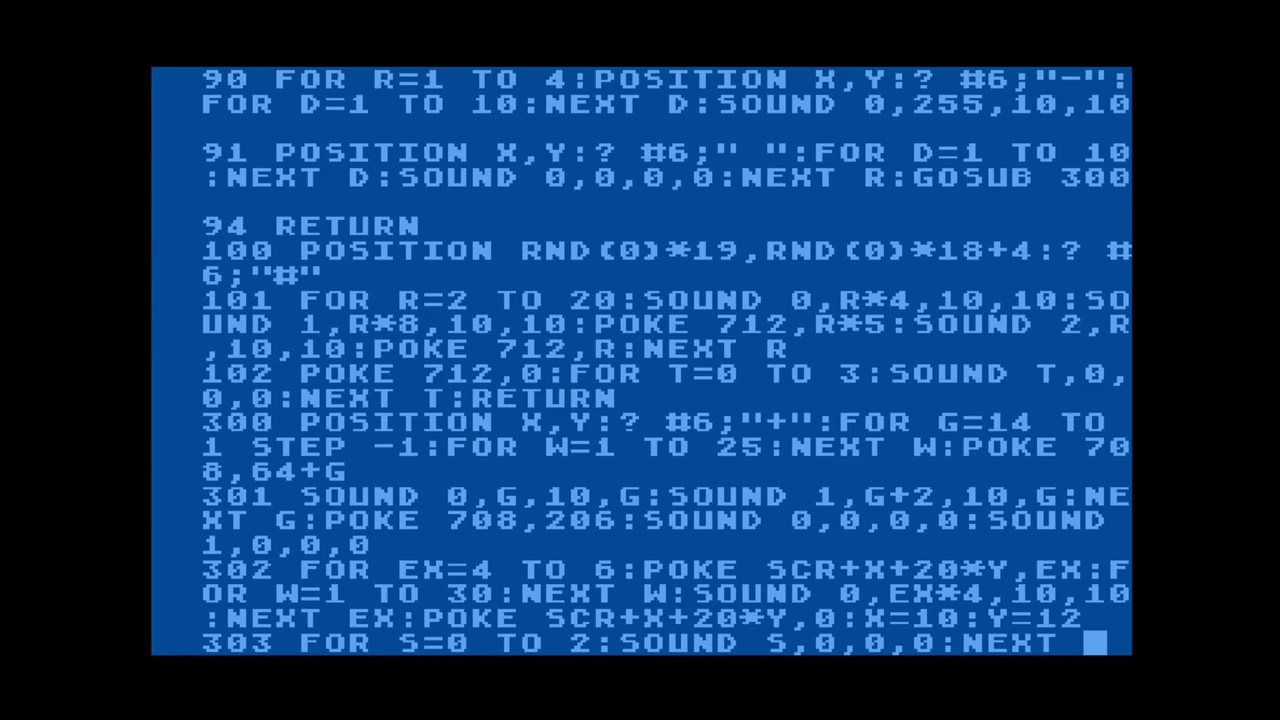 90 FOR R=1 TO 4:POSITION X,Y:? #6;"-":
FOR D=1 TO 10:NEXT D:SOUND 0,255,10,10
91 POSITION X,Y:? #6;" ":FOR D=1 TO 10
:NEXT D:SOUND 0,0,0,0:NEXT R:GOSUB 300
94 RETURN
100 POSITION RND(0)*19,RND(0)*18+4:? #
6;"#"
101 FOR R=2 TO 20:SOUND 0,R*4,10,10:SO
UND 1,R*8,10,10:POKE 712,R*5:SOUND 2,R
,10,10:POKE 712,R:NEXT R
102 POKE 712,0:FOR T=0 TO 3:SOUND T,0,
0,0:NEXT T:RETURN
300 POSITION X,Y:? #6;"+":FOR G=14 TO
1 STEP -1:FOR W=1 TO 25:NEXT W:POKE 70
8,64+G
301 SOUND 0,G,10,G:SOUND 1,G+2,10,G:NE
XT G:POKE 708,206:SOUND 0,0,0,0:SOUND
1,0,0,0
302 FOR EX=4 TO 6:POKE SCR+X+20*Y,EX:F
OR W=1 TO 30:NEXT W:SOUND 0,EX*4,10,10
:NEXT EX:POKE SCR+X+20*Y,0:X=10:Y=12
303 FOR S=0 TO 2:SOUND S,0,0,0:NEXT